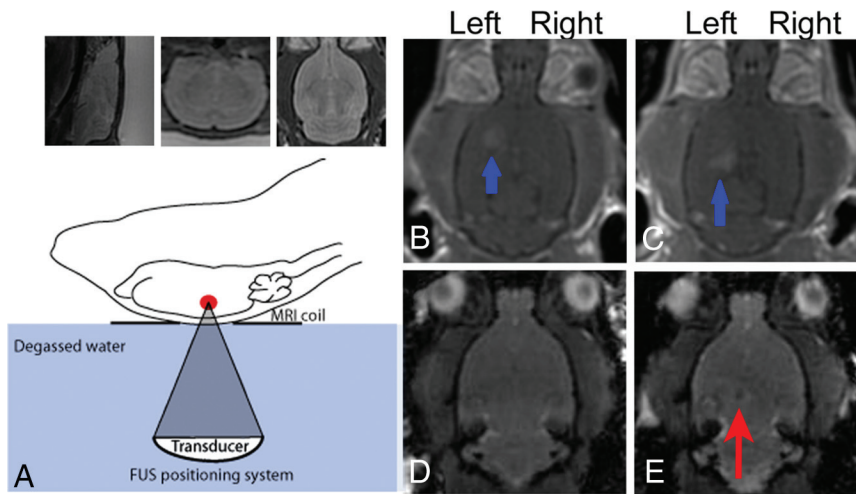 Left Right Left Right
B
C
MRI coil
Degassed water
Transducer
FUS positioning system
A
D
E